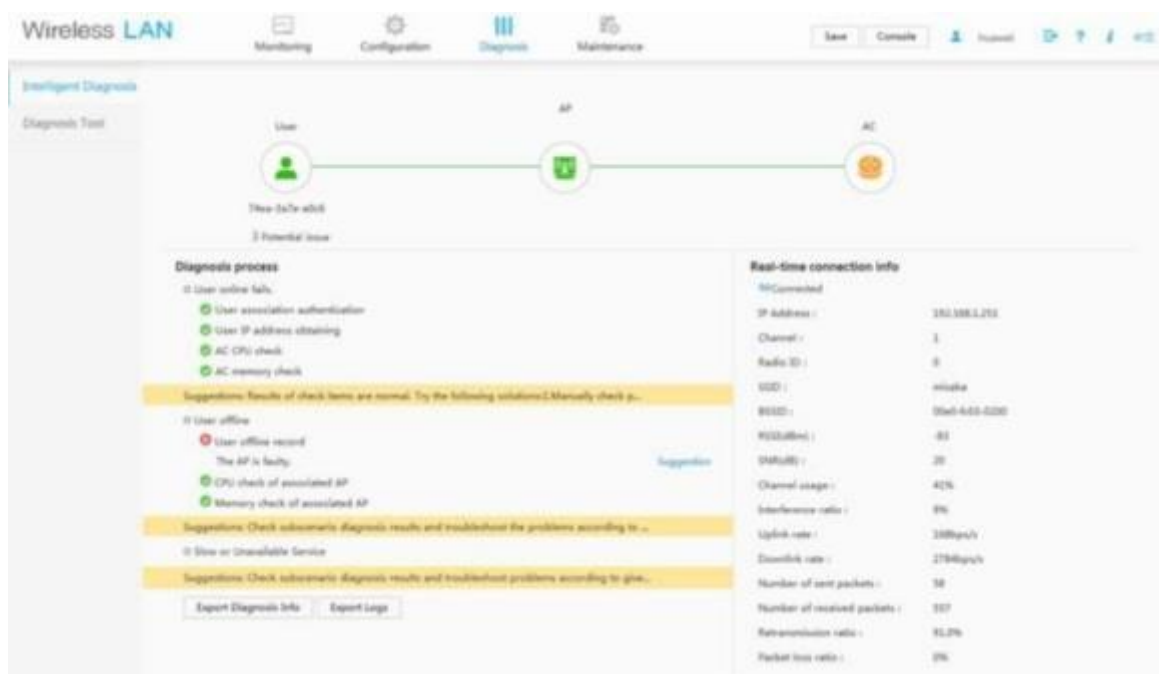 Wireless LAN
Monitoring
Configuration
Diagnosis
Maintenance
Save
Console
huawei
Intelligent Diagnosis
Diagnosis Tool
User
AP
AC
3 Potential issue
Diagnosis process
User online fails
User association authentication
User IP address obtaining
AC CPU check
AC memory check
Suggestions: Results of check items are normal. Try the following solutions:1.Manually check p...
User offline
User offline record
The AP is faulty.
Suggestion
CPU check of associated AP
Memory check of associated AP
Suggestions: Check subscenario diagnosis results and troubleshoot the problems according to ...
Slow or Unavailable Service
Suggestions: Check subscenario diagnosis results and troubleshoot problems according to give...
Export Diagnosis Info
Export Logs
Real-time connection info
Connected
IP Address :
Channel : 1
Radio ID : 0
SSID :
BSSID :
RSSI(dBm) :
SNR(dB) : 20
Channel usage : 41%
Interference ratio :
Uplink rate :
Downlink rate :
Number of sent packets : 58
Number of received packets :
Retransmission ratio :
Packet loss ratio : 0%